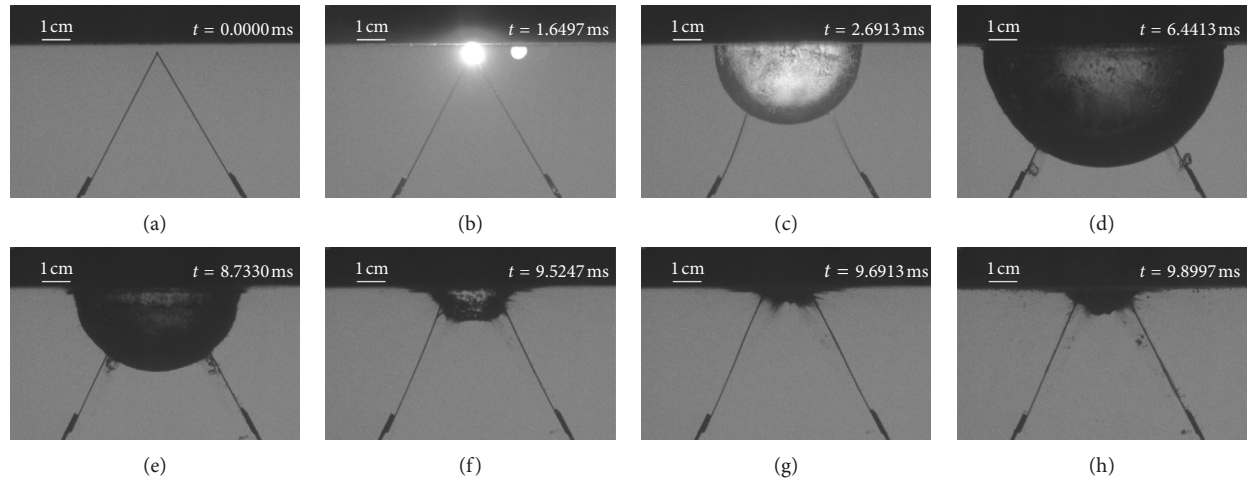 1 cm t = 0.0000 ms
1 cm t = 1.6497 ms
1 cm t = 2.6913 ms
1 cm t = 6.4413 ms
(a)
(b)
(c)
(d)
1 cm t = 8.7330 ms
1 cm t = 9.5247 ms
1 cm t = 9.6913 ms
1 cm t = 9.8997 ms
(e)
(f)
(g)
(h)